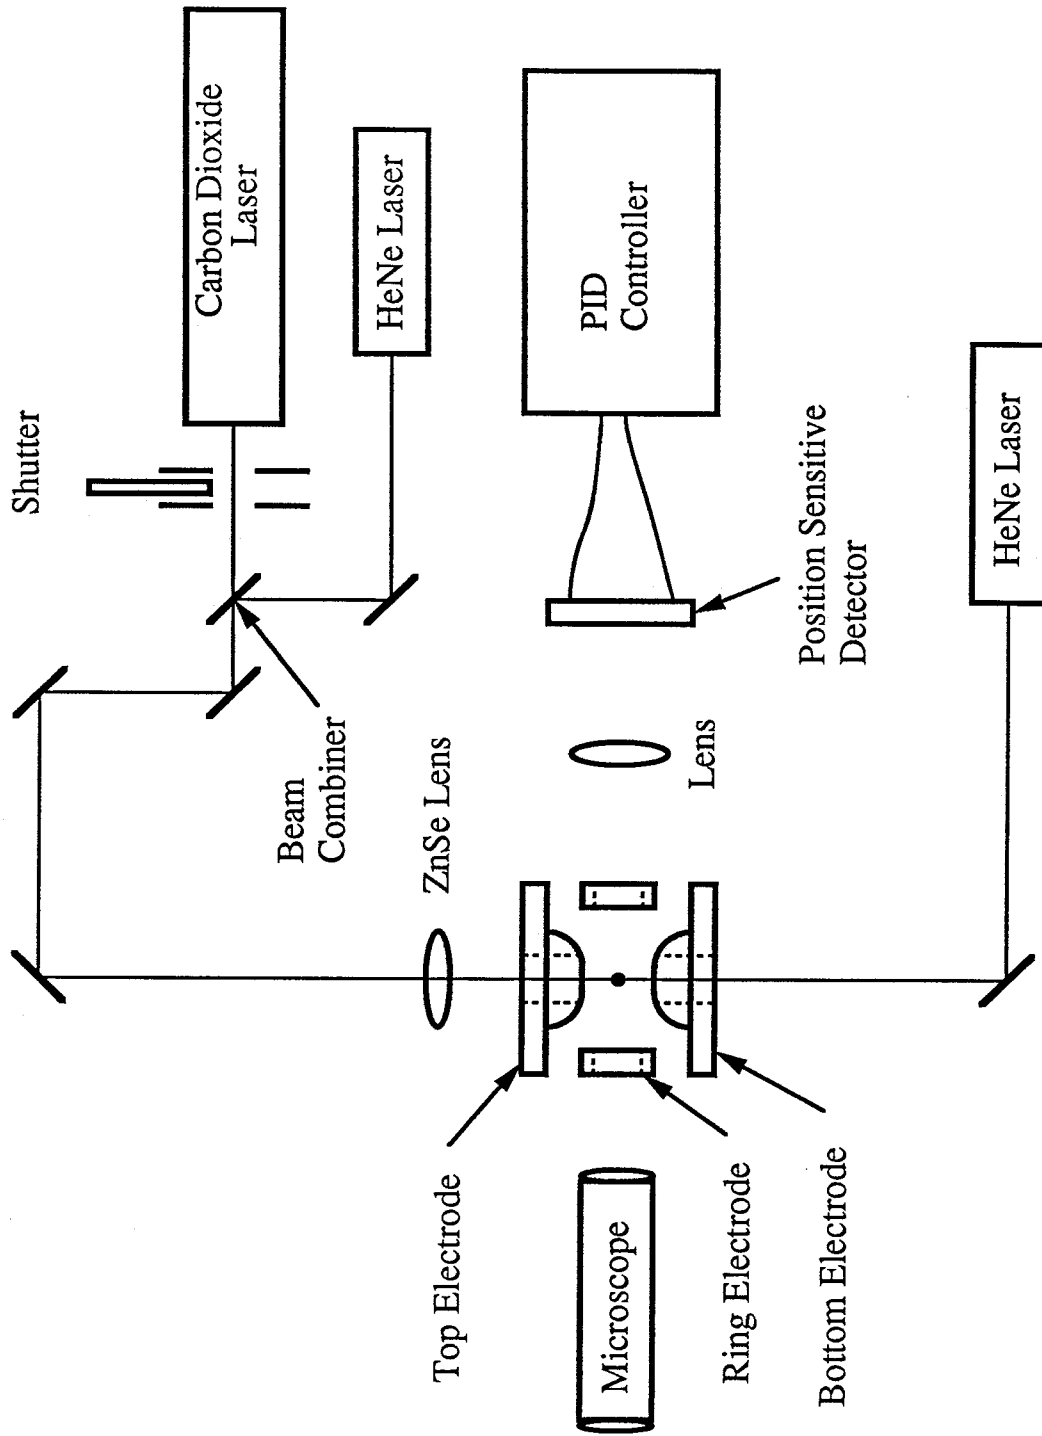 Shutter
Carbon Dioxide
Laser
HeNe Laser
Beam
Combiner
ZnSe Lens
PID
Controller
Top Electrode
Lens
Microscope
Position Sensitive
Detector
Ring Electrode
Bottom Electrode
HeNe Laser